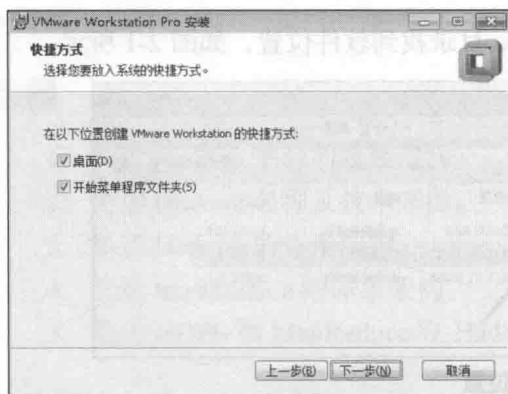 VMware Workstation Pro 安装
快捷方式
选择您要放入系统的快捷方式。
在以下位置创建 VMware Workstation 的快捷方式:
桌面(D)
开始菜单程序文件夹(S)
上一步(B) 下一步(N) 取消